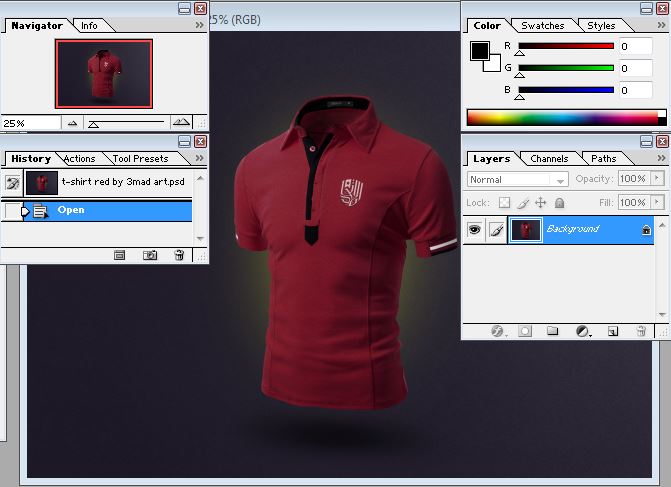 Navigator Info
25%
25% (RGB)
History Actions Tool Presets
t-shirt red by 3mad art.psd
Open
Color Swatches Styles
R 0
G 0
B 0
Layers Channels Paths
Normal Opacity: 100%
Lock: Fill: 100%
Background